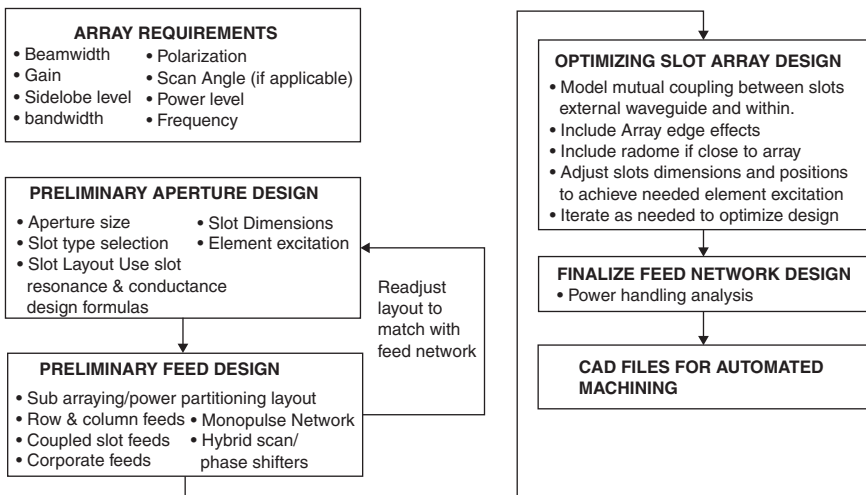 ARRAY REQUIREMENTS
• Beamwidth
• Gain
• Sidelobe level
• bandwidth
• Polarization
• Scan Angle (if applicable)
• Power level
• Frequency
PRELIMINARY APERTURE DESIGN
• Aperture size
• Slot type selection
• Slot Layout Use slot
resonance & conductance
design formulas
• Slot Dimensions
• Element excitation
Readjust
layout to
match with
feed network
PRELIMINARY FEED DESIGN
• Sub arraying/power partitioning layout
• Row & column feeds
• Coupled slot feeds
• Corporate feeds
• Monopulse Network
• Hybrid scan/
phase shifters
OPTIMIZING SLOT ARRAY DESIGN
• Model mutual coupling between slots
external waveguide and within.
• Include Array edge effects
• Include radome if close to array
• Adjust slots dimensions and positions
to achieve needed element excitation
• Iterate as needed to optimize design
FINALIZE FEED NETWORK DESIGN
• Power handling analysis
CAD FILES FOR AUTOMATED
MACHINING